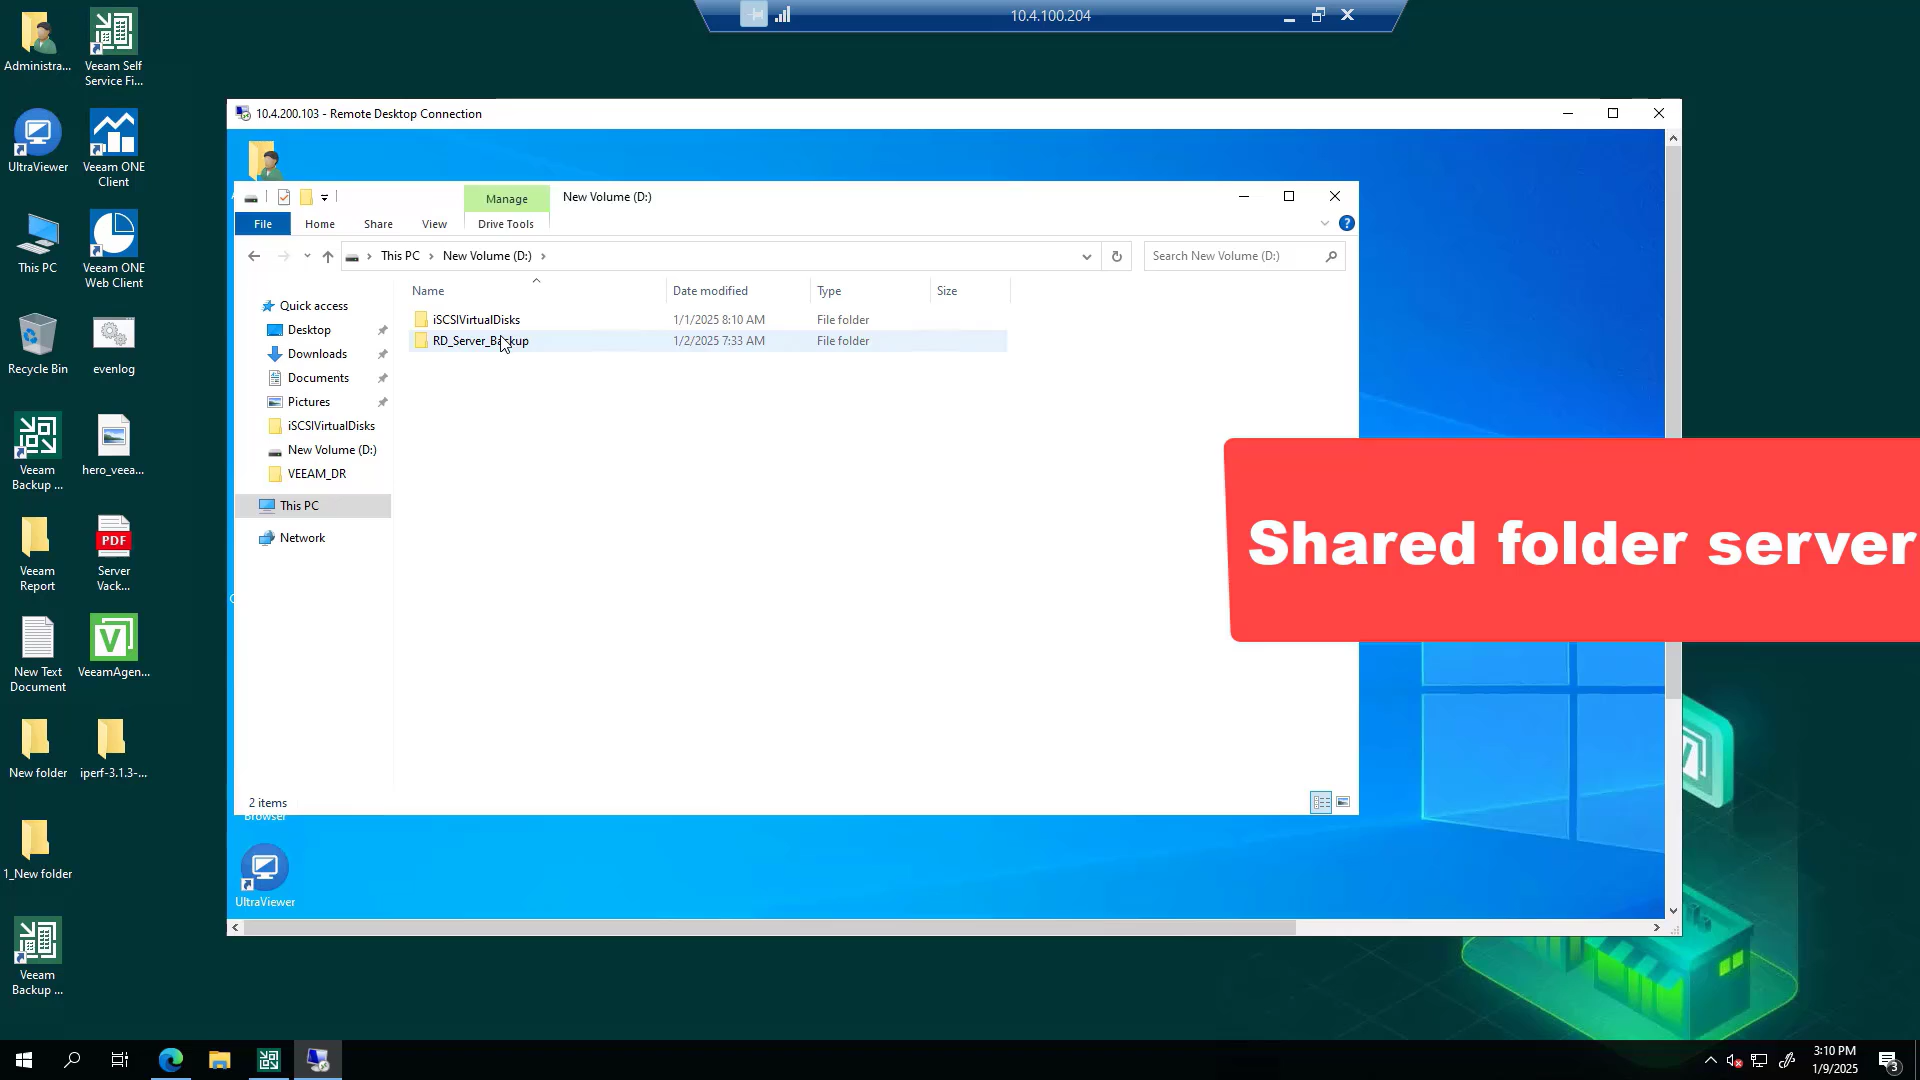 10.4.100.204
Administra...
Veeam Self
Service Fi...
UltraViewer
Veeam ONE
Client
This PC
Veeam ONE
Web Client
Recycle Bin
evenlog
Veeam
Backup ...
hero_veea...
Veeam
Report
PDF
Server
Vack...
New Text
Document
VeeamAgen...
New folder
iperf-3.1.3-...
1_New folder
Veeam
Backup ...
10.4.200.103 - Remote Desktop Connection
Manage
New Volume (D:)
File
Home
Share
View
Drive Tools
This PC
New Volume (D:)
Search New Volume (D:)
Name
Date modified
Type
Size
iSCSIVirtualDisks
1/1/2025 8:10 AM
File folder
RD_Server_Backup
1/2/2025 7:33 AM
File folder
Quick access
Desktop
Downloads
Documents
Pictures
iSCSIVirtualDisks
New Volume (D:)
VEEAM_DR
This PC
Network
2 items
Browser
UltraViewer
Shared folder server
3:10 PM
1/9/2025
3